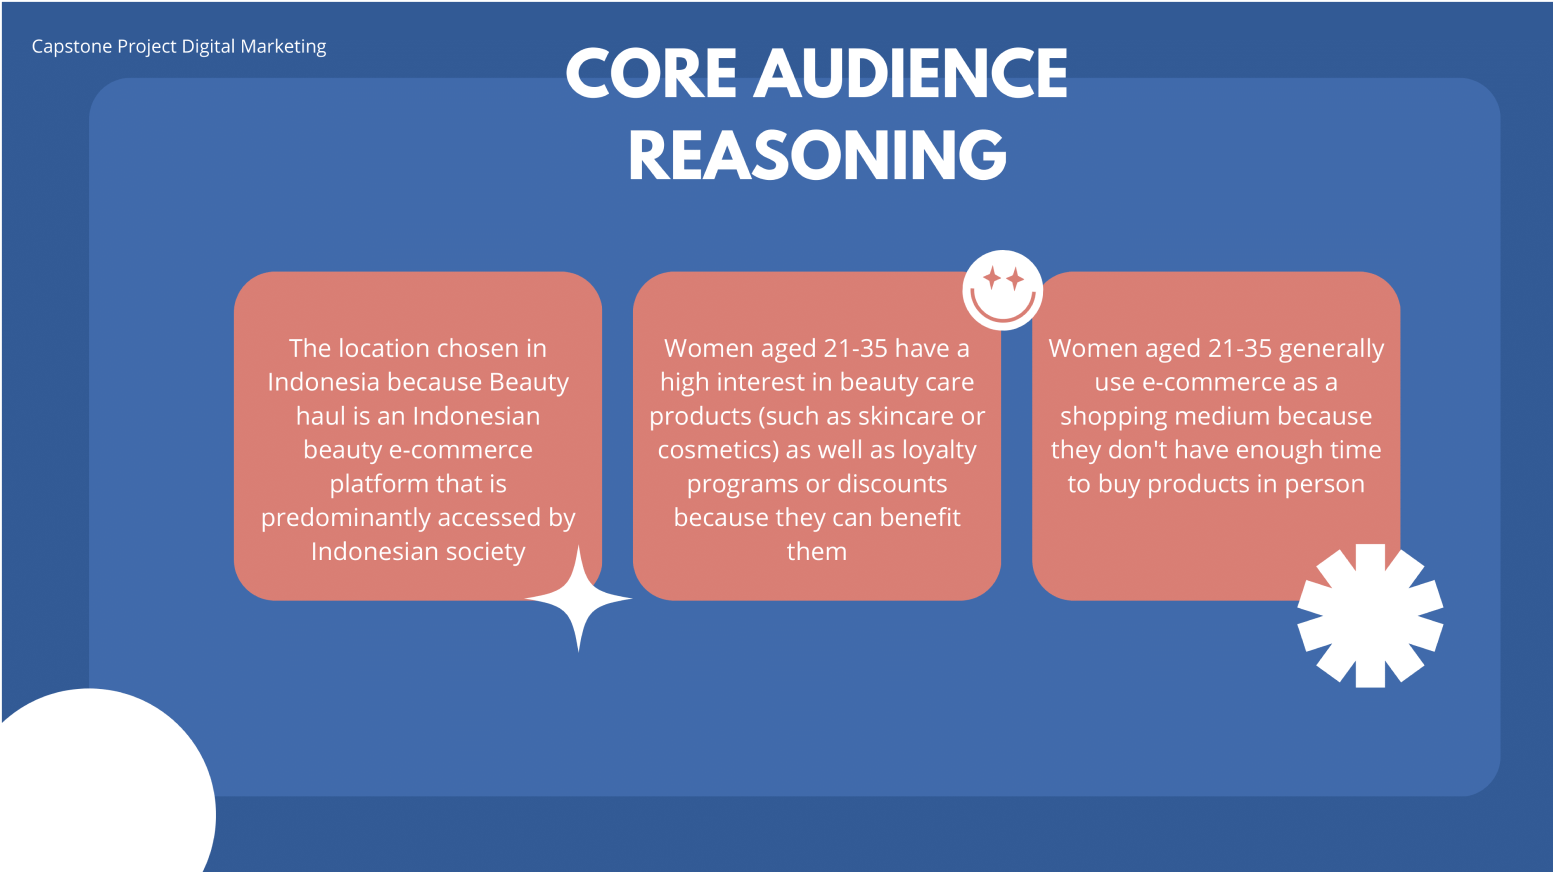 Capstone Project Digital Marketing
CORE AUDIENCE
REASONING
The location chosen in
Indonesia because Beauty
haul is an Indonesian
beauty e-commerce
platform that is
predominantly accessed by
Indonesian society
Women aged 21-35 have a
high interest in beauty care
products (such as skincare or
cosmetics) as well as loyalty
programs or discounts
because they can benefit
them
Women aged 21-35 generally
use e-commerce as a
shopping medium because
they don't have enough time
to buy products in person